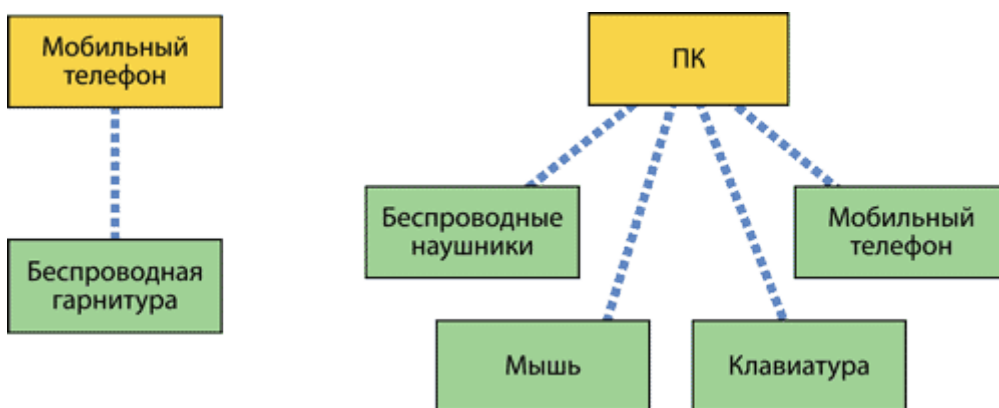 Мобильный
телефон
Беспроводная
гарнитура
ПК
Беспроводные
наушники
Мобильный
телефон
Мышь
Клавиатура